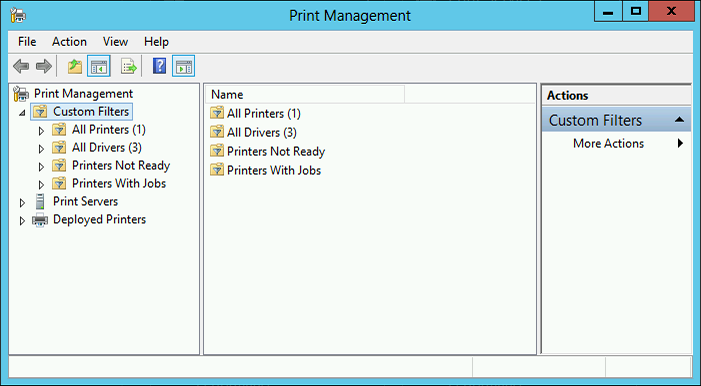 Print Management
File Action View Help
Print Management
Custom Filters
All Printers (1)
All Drivers (3)
Printers Not Ready
Printers With Jobs
Print Servers
Deployed Printers
Name
All Printers (1)
All Drivers (3)
Printers Not Ready
Printers With Jobs
Actions
Custom Filters
More Actions